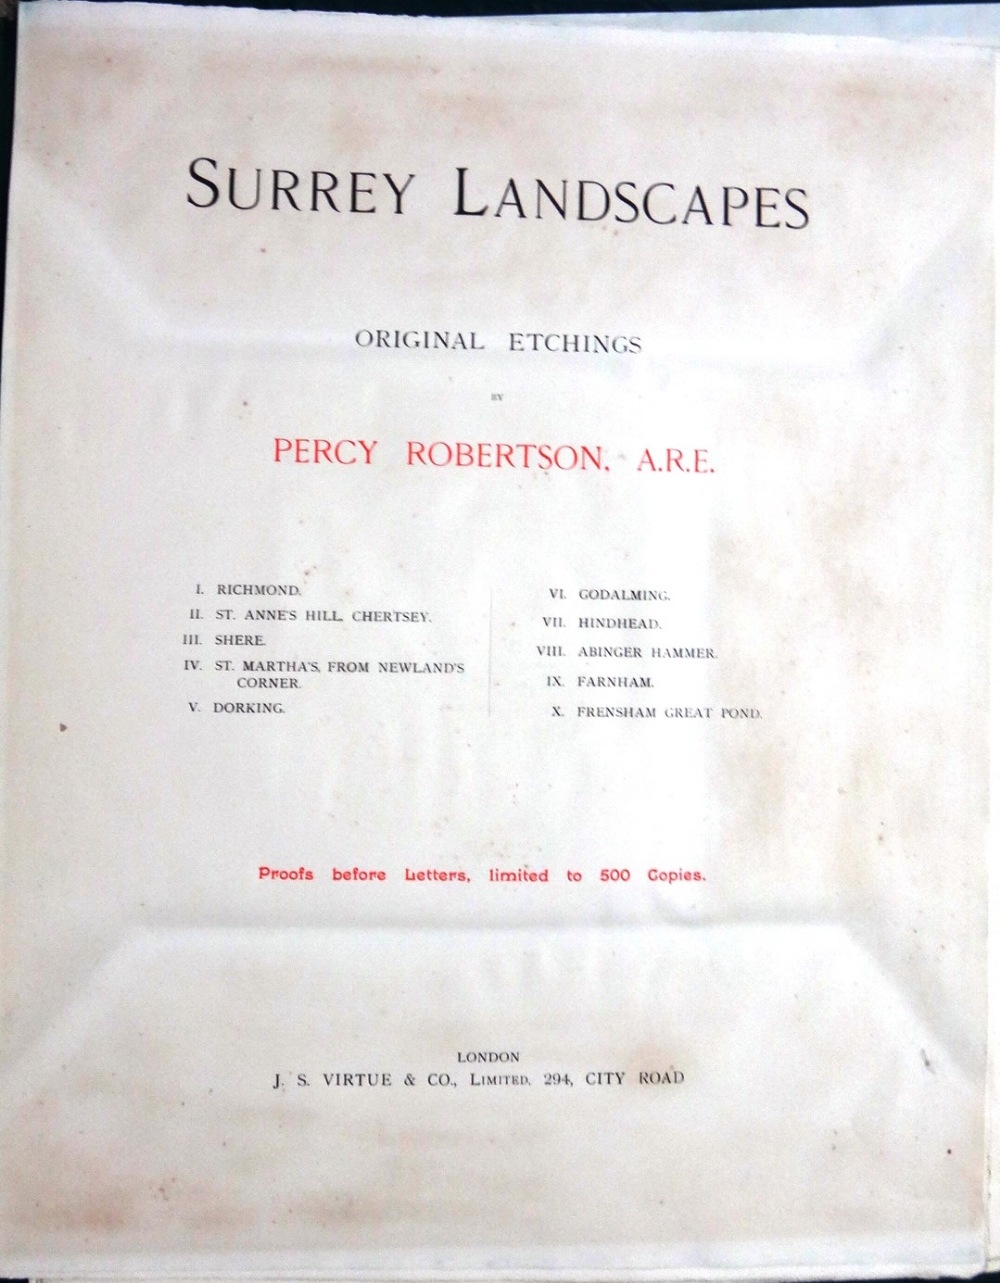 SURREY LANDSCAPES
ORIGINAL ETCHINGS
BY
PERCY ROBERTSON, A.R.E.
I. RICHMOND.
II. ST. ANNE'S HILL, CHERTSEY.
III. SHERE.
IV. ST. MARTHA'S, FROM NEWLAND'S
CORNER.
V. DORKING.
VI. GODALMING.
VII. HINDHEAD.
VIII. ABINGER HAMMER.
IX. FARNHAM.
X. FRENSHAM GREAT POND.
Proofs before Letters, limited to 500 Copies.
LONDON
J. S. VIRTUE & CO., LIMITED, 294, CITY ROAD